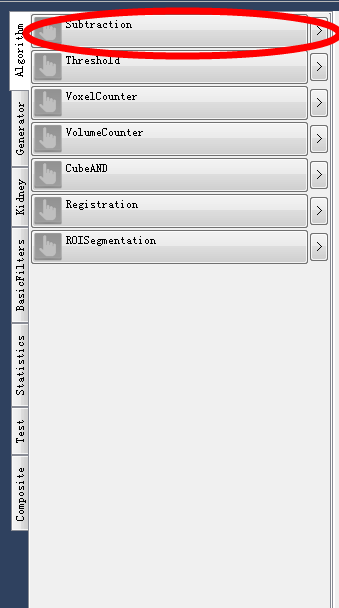 Algorithm
Generator
Kidney
BasicFilters
Statistics
Test
Composite
Subtraction
>
Threshold
>
VoxelCounter
>
VolumeCounter
>
CubeAND
>
Registration
>
ROISegmentation
>